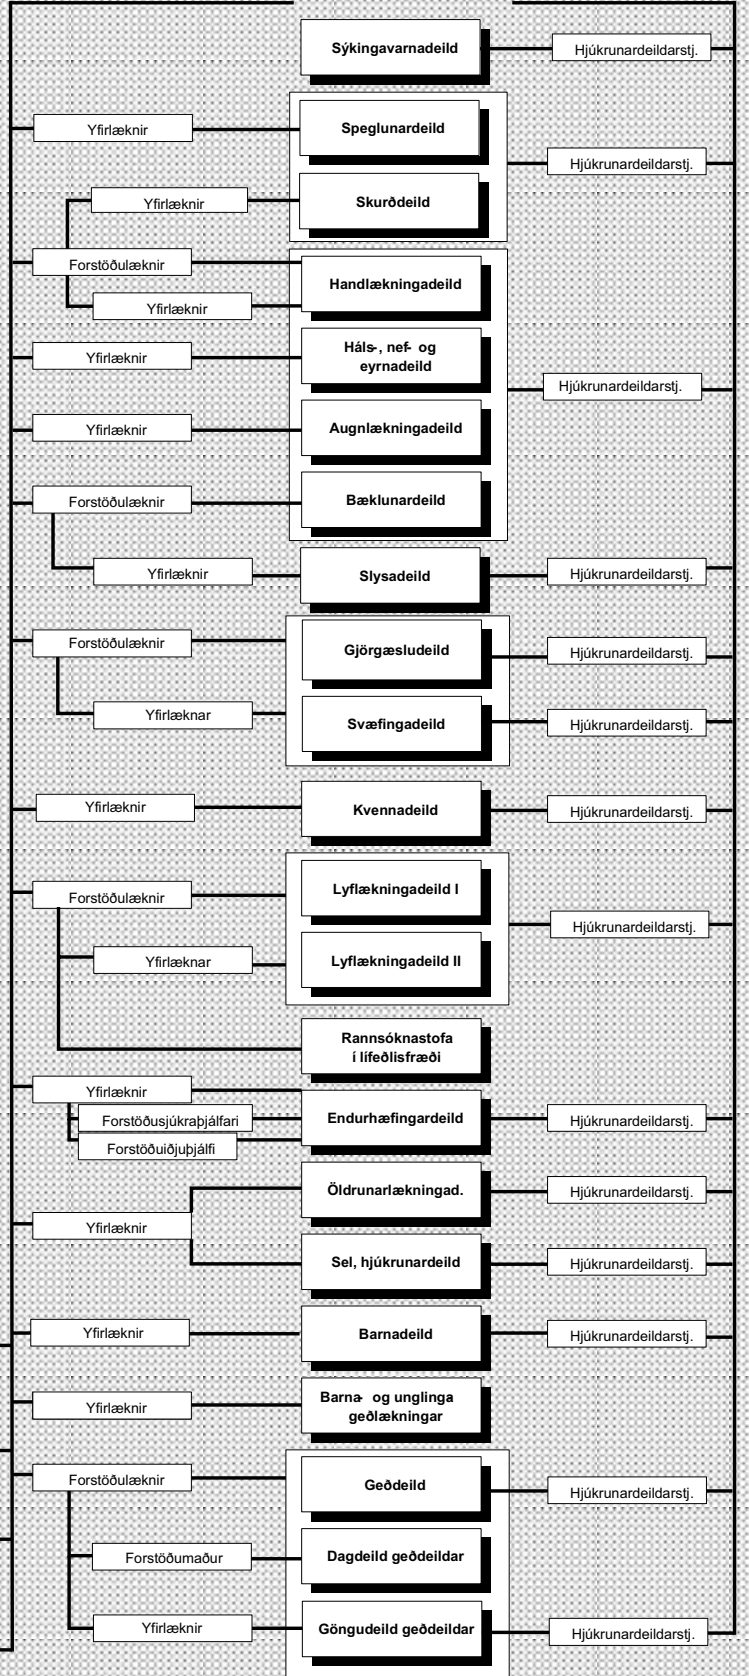 Sýkingavarnadeild
Hjúkrunardeildarstj.
Yfirlæknir
Speglunardeild
Hjúkrunardeildarstj.
Yfirlæknir
Skurðdeild
Forstöðulæknir
Handlækningadeild
Yfirlæknir
Yfirlæknir
Háls-, nef- og
eyrnadeild
Hjúkrunardeildarstj.
Yfirlæknir
Augnlækningadeild
Forstöðulæknir
Bæklunardeild
Yfirlæknir
Slysadeild
Hjúkrunardeildarstj.
Forstöðulæknir
Gjörgæsludeild
Hjúkrunardeildarstj.
Yfirlæknar
Svæfingadeild
Hjúkrunardeildarstj.
Yfirlæknir
Kvennadeild
Hjúkrunardeildarstj.
Forstöðulæknir
Lyflækningadeild I
Hjúkrunardeildarstj.
Yfirlæknar
Lyflækningadeild II
Rannsóknastofa
í lífeðlisfræði
Yfirlæknir
Forstöðusjúkraþjálfari
Endurhæfingardeild
Hjúkrunardeildarstj.
Forstöðuiðjuþjálfi
Öldrunarlækningad.
Hjúkrunardeildarstj.
Yfirlæknir
Sel, hjúkrunardeild
Hjúkrunardeildarstj.
Yfirlæknir
Barnadeild
Hjúkrunardeildarstj.
Yfirlæknir
Barna- og unglinga
geðlækningar
Forstöðulæknir
Geðdeild
Hjúkrunardeildarstj.
Forstöðumaður
Dagdeild geðdeildar
Yfirlæknir
Göngudeild geðdeildar
Hjúkrunardeildarstj.